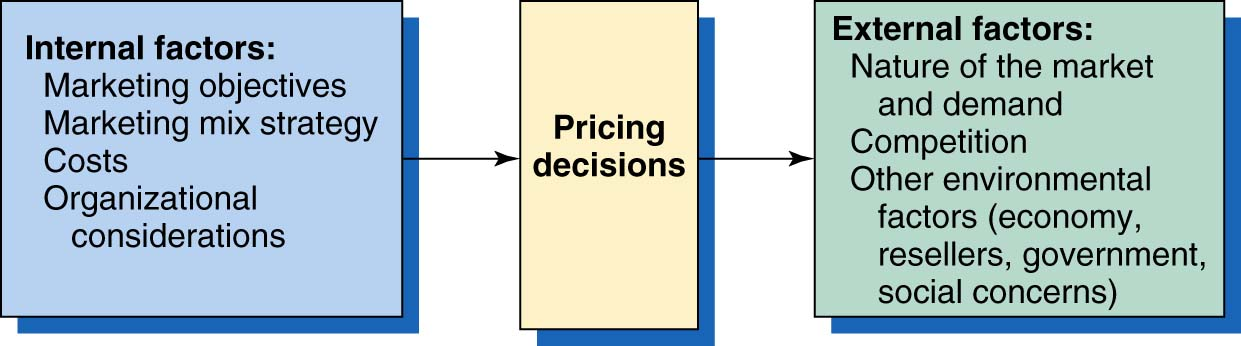 Internal factors:
Marketing objectives
Marketing mix strategy
Costs
Organizational
considerations
Pricing
decisions
External factors:
Nature of the market
and demand
Competition
Other environmental
factors (economy,
resellers, government,
social concerns)